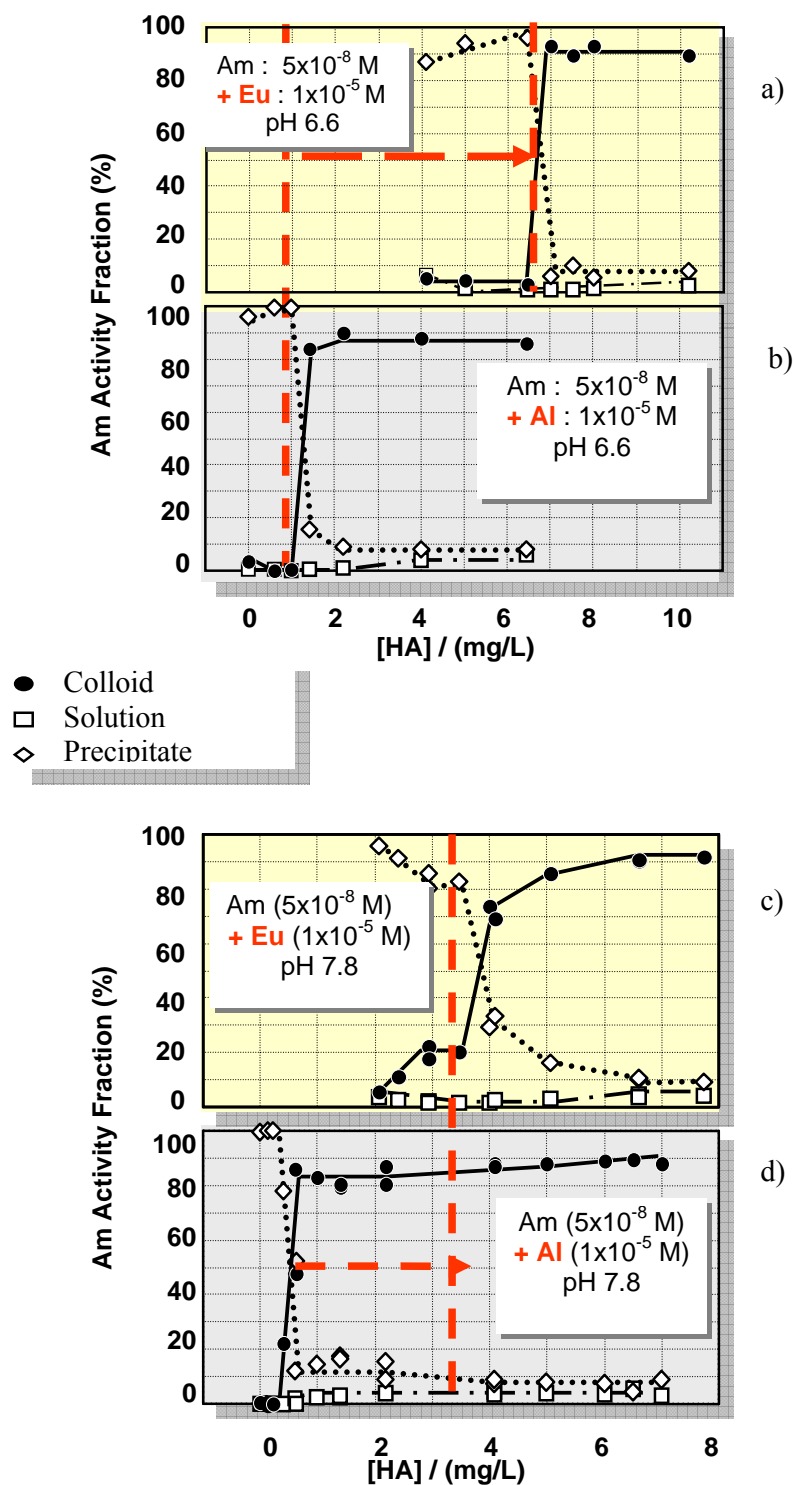 100
80
60
40
20
0
Am : 5x10⁻⁸ M
+ Eu : 1x10⁻⁵ M
pH 6.6
a)
Am Activity Fraction (%)
100
80
60
40
20
0
Am : 5x10⁻⁸ M
+ Al : 1x10⁻⁵ M
pH 6.6
b)
0 2 4 6 8 10
[HA] / (mg/L)
Colloid
Solution
Precipitate
100
80
60
40
20
0
Am (5x10⁻⁸ M)
+ Eu (1x10⁻⁵ M)
pH 7.8
c)
Am Activity Fraction (%)
100
80
60
40
20
0
Am (5x10⁻⁸ M)
+ Al (1x10⁻⁵ M)
pH 7.8
d)
0 2 4 6 8
[HA] / (mg/L)